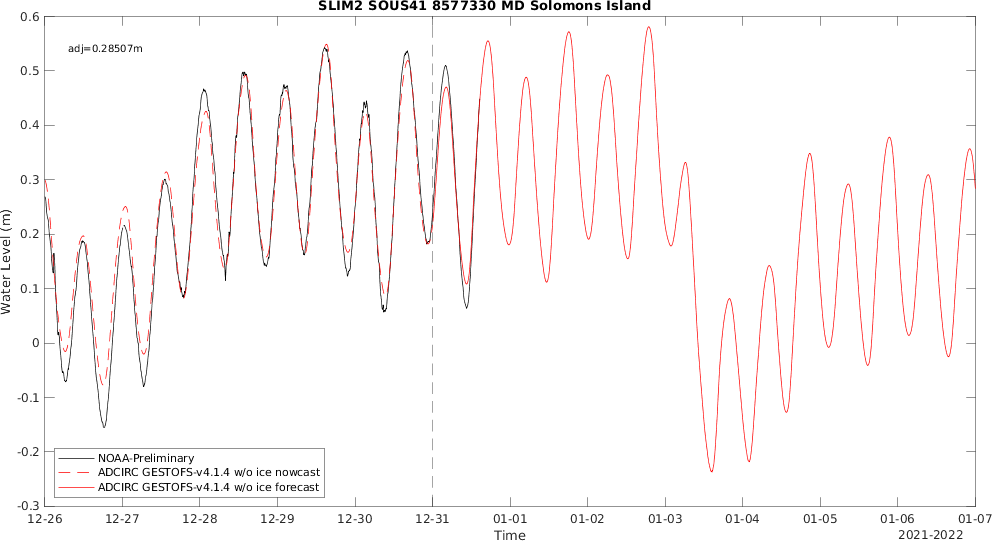 SLIM2 SOUS41 8577330 MD Solomons Island
adj=0.28507m
Water Level (m)
0.6
0.5
0.4
0.3
0.2
0.1
0
-0.1
-0.2
-0.3
NOAA-Preliminary
ADCIRC GESTOFS-v4.1.4 w/o ice nowcast
ADCIRC GESTOFS-v4.1.4 w/o ice forecast
12-26 12-27 12-28 12-29 12-30 12-31 01-01 01-02 01-03 01-04 01-05 01-06 01-07
Time
2021-2022